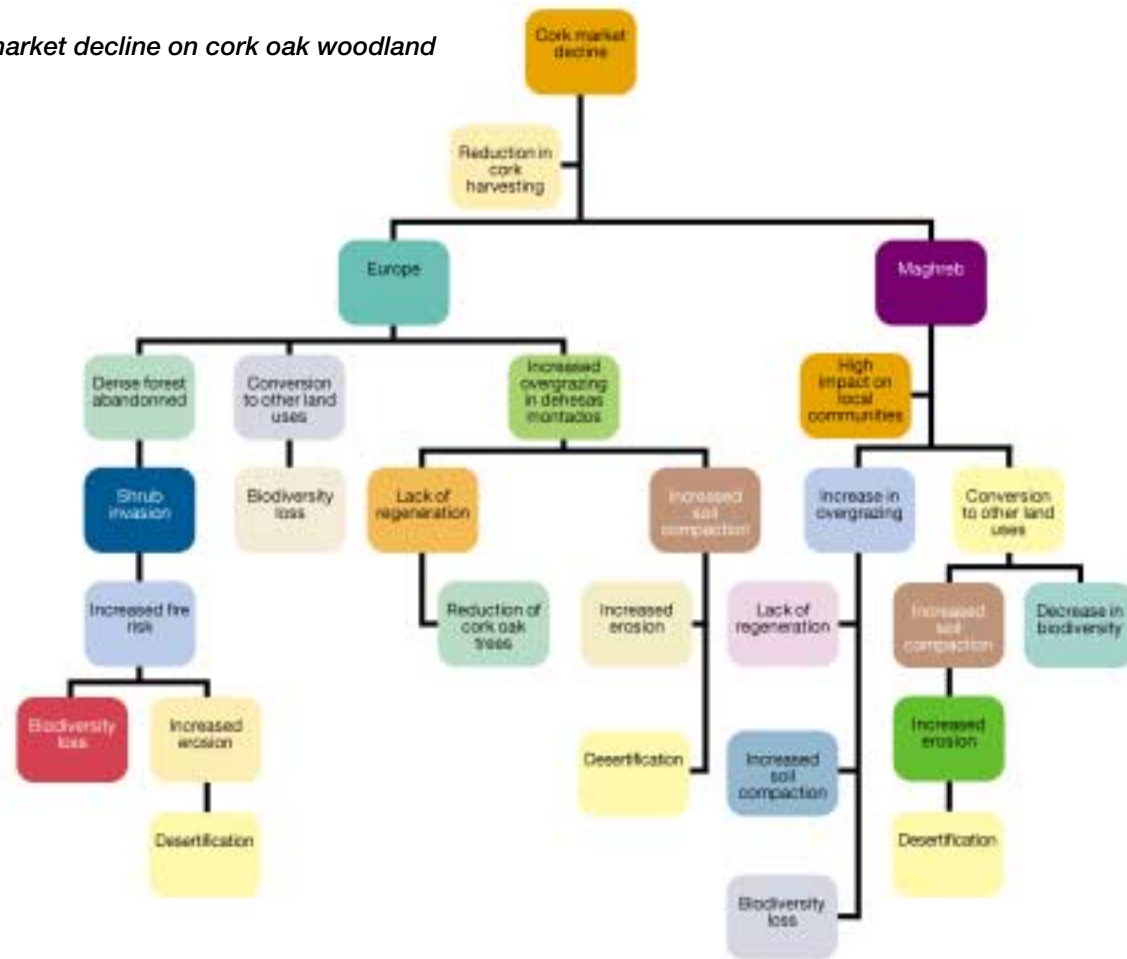 market decline on cork oak woodland
Cork market
decline
Reduction in
cork
harvesting
Europe
Maghreb
Dense forest
abandonned
Conversion
to other land
uses
Increased
overgrazing
in dehesas
montados
High
impact on
local
communities
Shrub
invasion
Biodiversity
loss
Lack of
regeneration
Increased
soil
compaction
Increase in
overgrazing
Conversion
to other land
uses
Increased fire
risk
Reduction of
cork oak
trees
Increased
erosion
Lack of
regeneration
Increased
soil
compaction
Decrease in
biodiversity
Biodiversity
loss
Increased
erosion
Desertification
Increased
soil
compaction
Increased
erosion
Desertification
Desertification
Biodiversity
loss